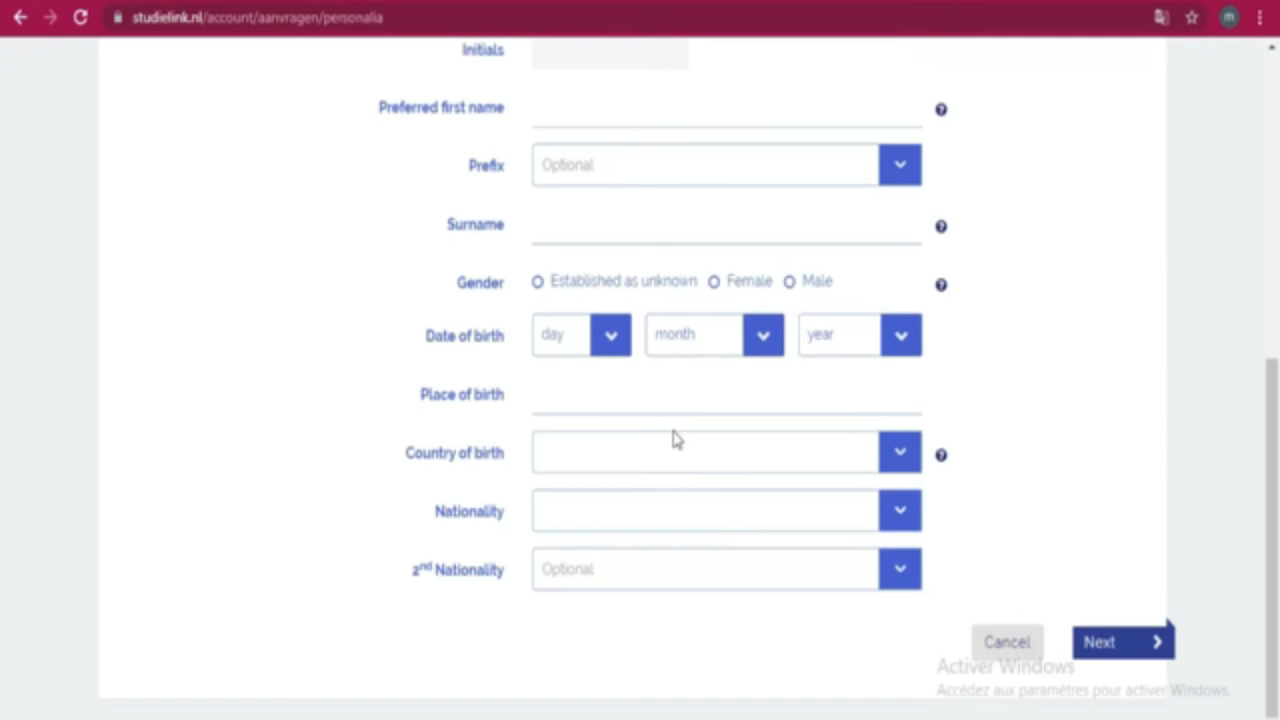 studielink.nl/account/aanvragen/personalia
m
Initials
Preferred first name
?
Prefix
Optional
Surname
?
Gender
Established as unknown
Female
Male
?
Date of birth
day
month
year
Place of birth
Country of birth
?
Nationality
2nd Nationality
Optional
Cancel
Next
Activer Windows
Accédez aux paramètres pour activer Windows.